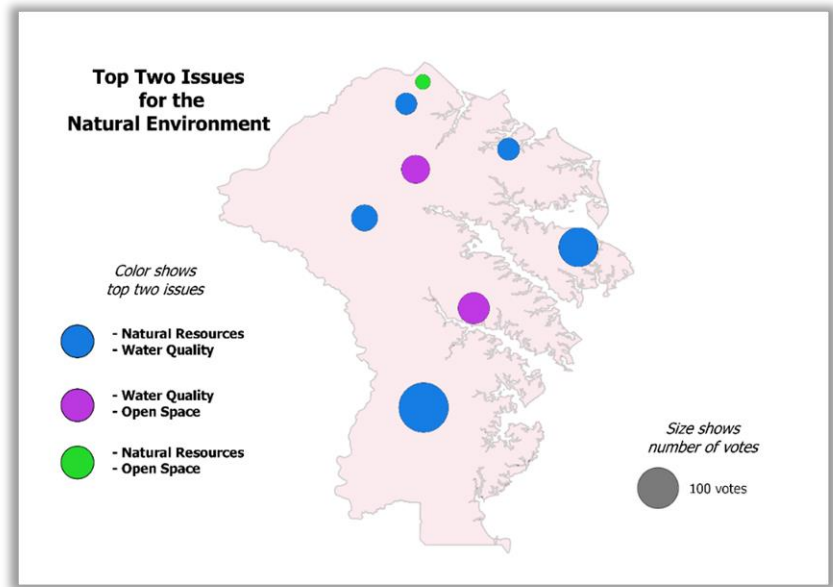 Top Two Issues
for the
Natural Environment
Color shows
top two issues
- Natural Resources
- Water Quality
- Water Quality
- Open Space
- Natural Resources
- Open Space
Size shows
number of votes
100 votes